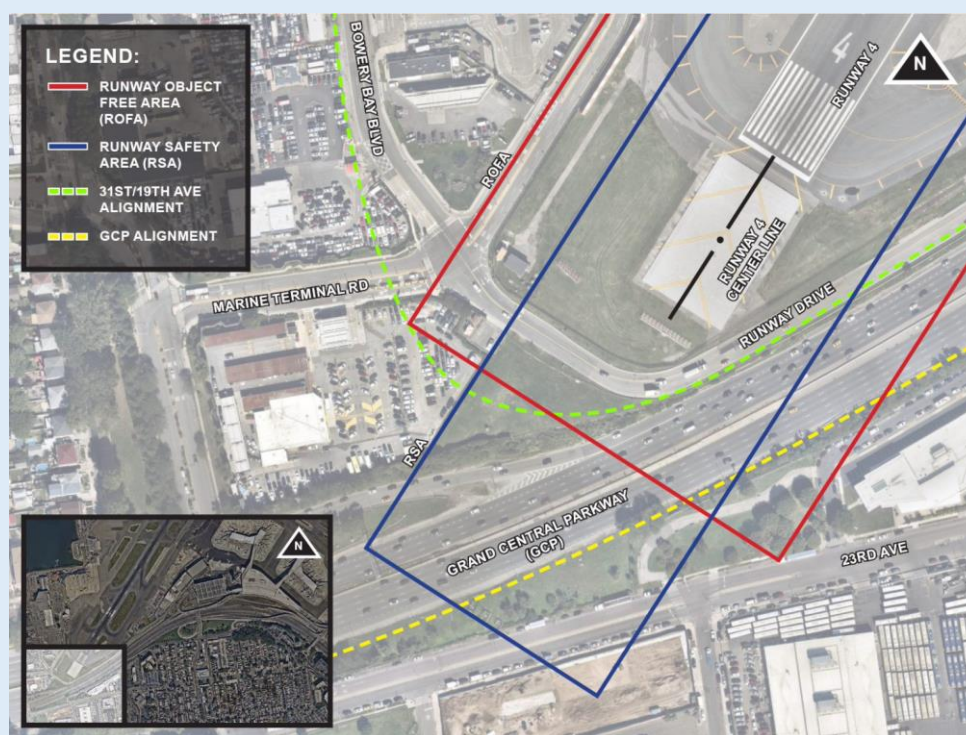 LEGEND:
RUNWAY OBJECT
FREE AREA
(ROFA)
RUNWAY SAFETY
AREA (RSA)
31ST/19TH AVE
ALIGNMENT
GCP ALIGNMENT
BOWERY BAY BLVD
ROFA
4
RUNWAY 4
N
RUNWAY 4
CENTER LINE
MARINE TERMINAL RD
RUNWAY DRIVE
RSA
GRAND CENTRAL PARKWAY
(GCP)
23RD AVE
N